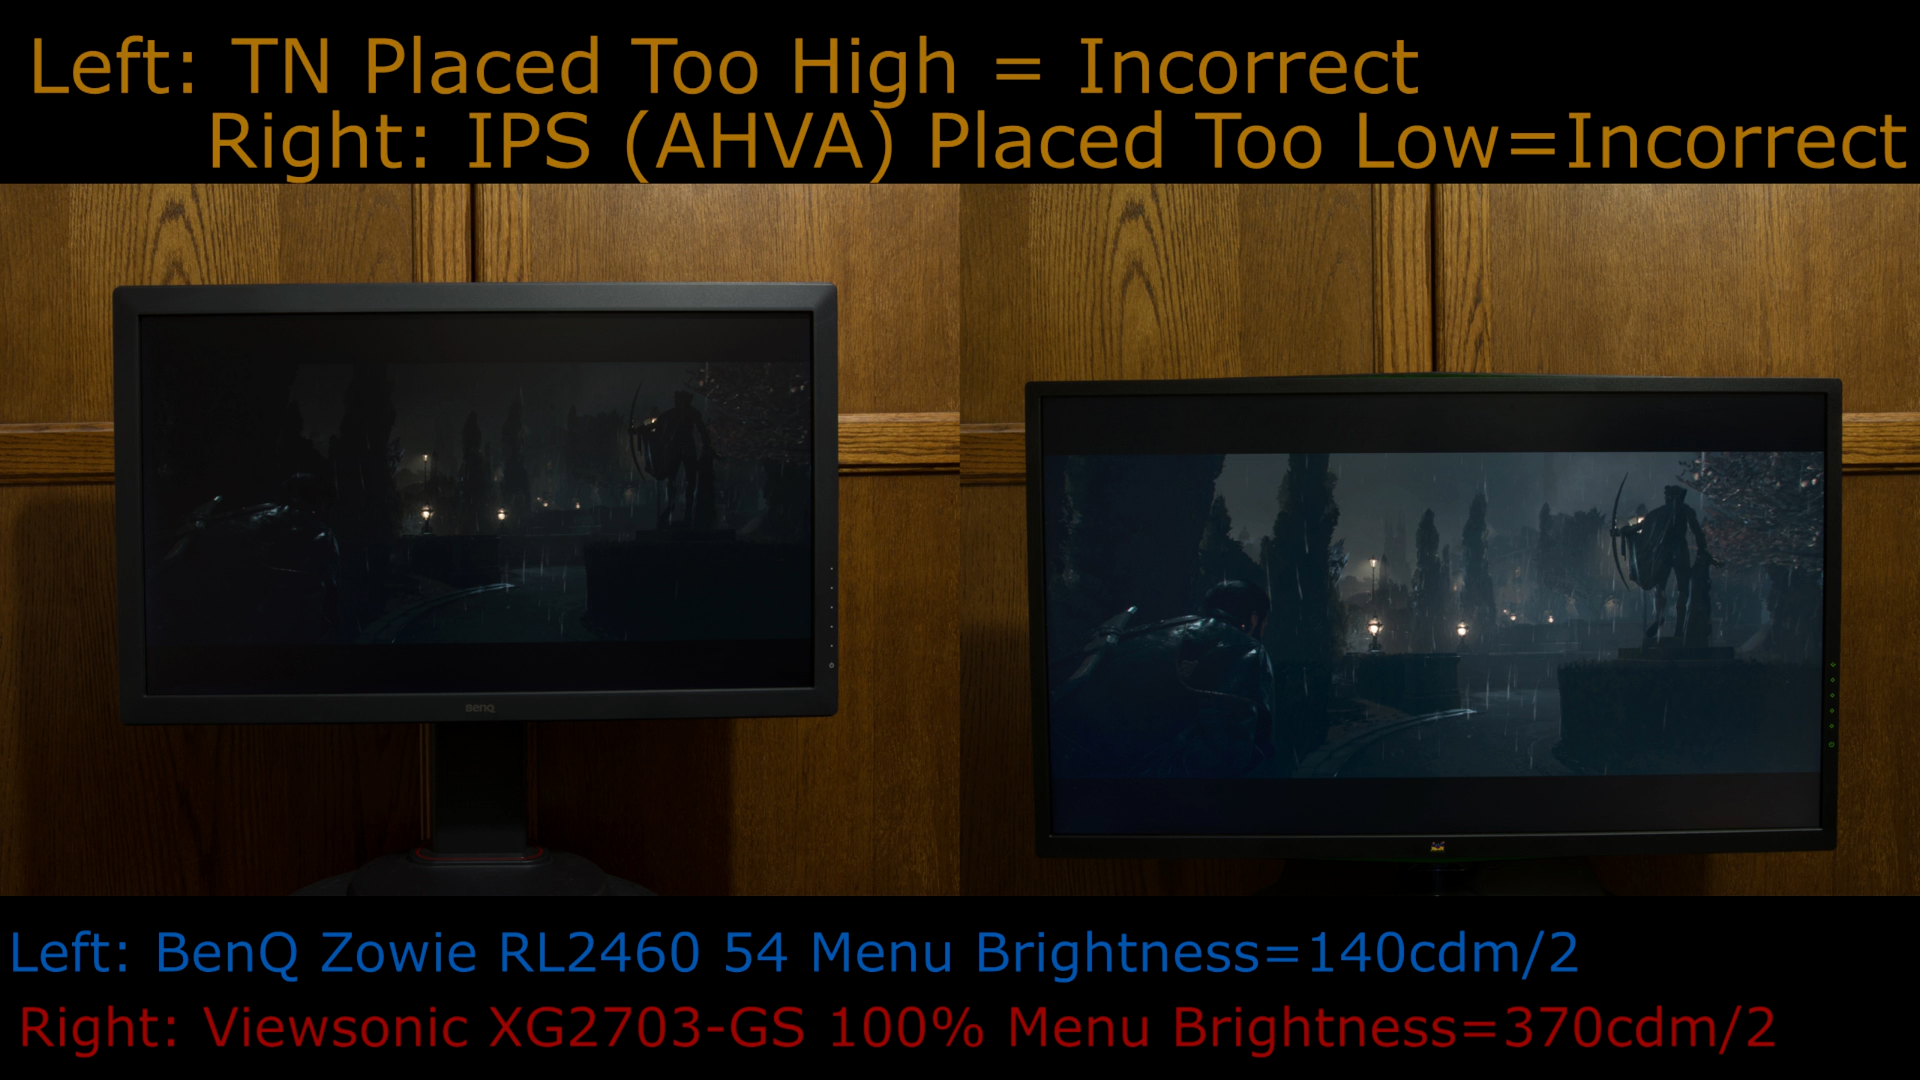 Left: TN Placed Too High = Incorrect
Right: IPS (AHVA) Placed Too Low=Incorrect
BenQ
Left: BenQ Zowie RL2460 54 Menu Brightness=140cdm/2
Right: Viewsonic XG2703-GS 100% Menu Brightness=370cdm/2